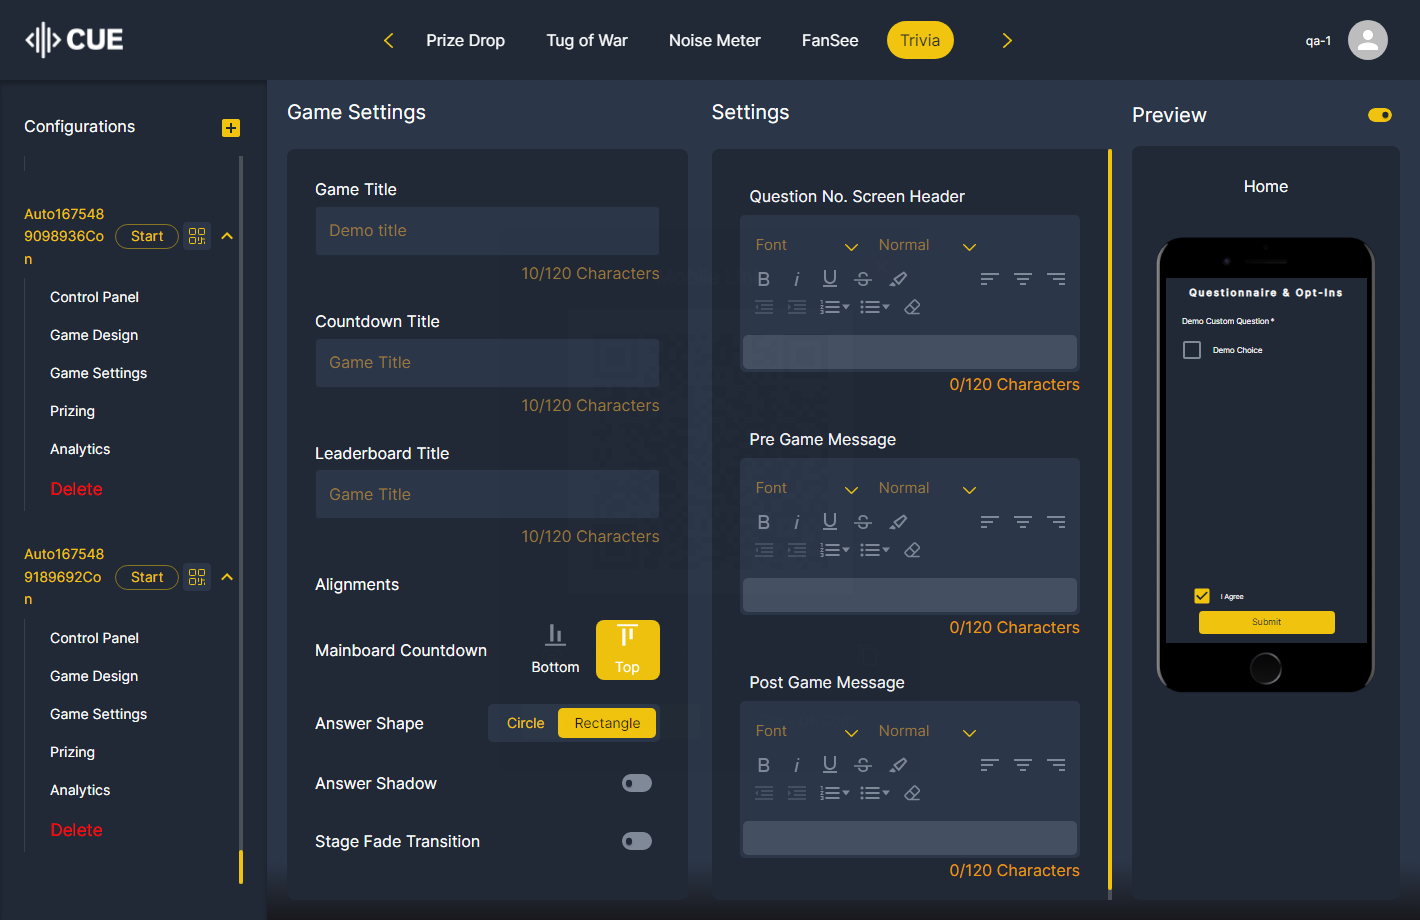 CUE
Prize Drop
Tug of War
Noise Meter
FanSee
Trivia
qa-1
Configurations
Auto167548
9098936Co
n
Start
Control Panel
Game Design
Game Settings
Prizing
Analytics
Delete
Auto167548
9189692Co
n
Start
Control Panel
Game Design
Game Settings
Prizing
Analytics
Delete
Game Settings
Game Title
Demo title
10/120 Characters
Countdown Title
Game Title
10/120 Characters
Leaderboard Title
Game Title
10/120 Characters
Alignments
Mainboard Countdown
Bottom
Top
Answer Shape
Circle
Rectangle
Answer Shadow
Stage Fade Transition
Settings
Question No. Screen Header
Font
Normal
B i U S
0/120 Characters
Pre Game Message
Font
Normal
B i U S
0/120 Characters
Post Game Message
Font
Normal
B i U S
0/120 Characters
Preview
Home
Questionnaire & Opt-Ins
Demo Custom Question *
Demo Choice
I Agree
Submit